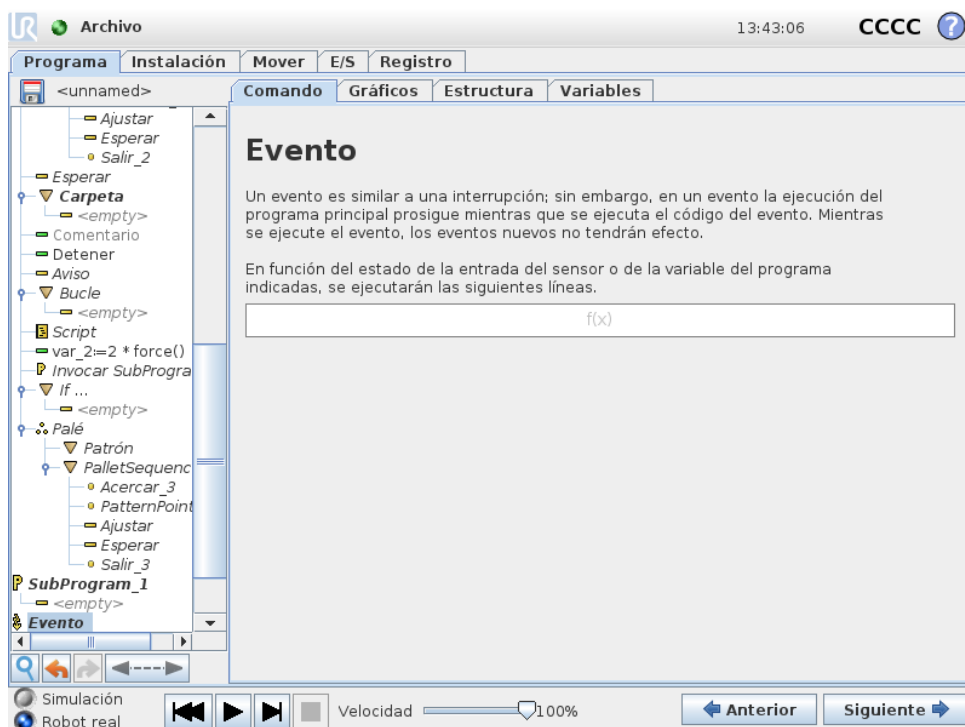 UR Archivo 13:43:06 CCCC ?
Programa Instalación Mover E/S Registro
<unnamed>
Comando Gráficos Estructura Variables
Ajustar
Esperar
Salir_2
Esperar
Carpeta
<empty>
Comentario
Detener
Aviso
Bucle
<empty>
Script
var_2:=2 * force()
Invocar SubProgra
If ...
<empty>
Palé
Patrón
PalletSequenc
Acercar_3
PatternPoint
Ajustar
Esperar
Salir_3
P SubProgram_1
<empty>
Evento
Evento
Un evento es similar a una interrupción; sin embargo, en un evento la ejecución del
programa principal prosigue mientras que se ejecuta el código del evento. Mientras
se ejecute el evento, los eventos nuevos no tendrán efecto.
En función del estado de la entrada del sensor o de la variable del programa
indicadas, se ejecutarán las siguientes líneas.
f(x)
Simulación
Robot real
Velocidad 100%
Anterior Siguiente